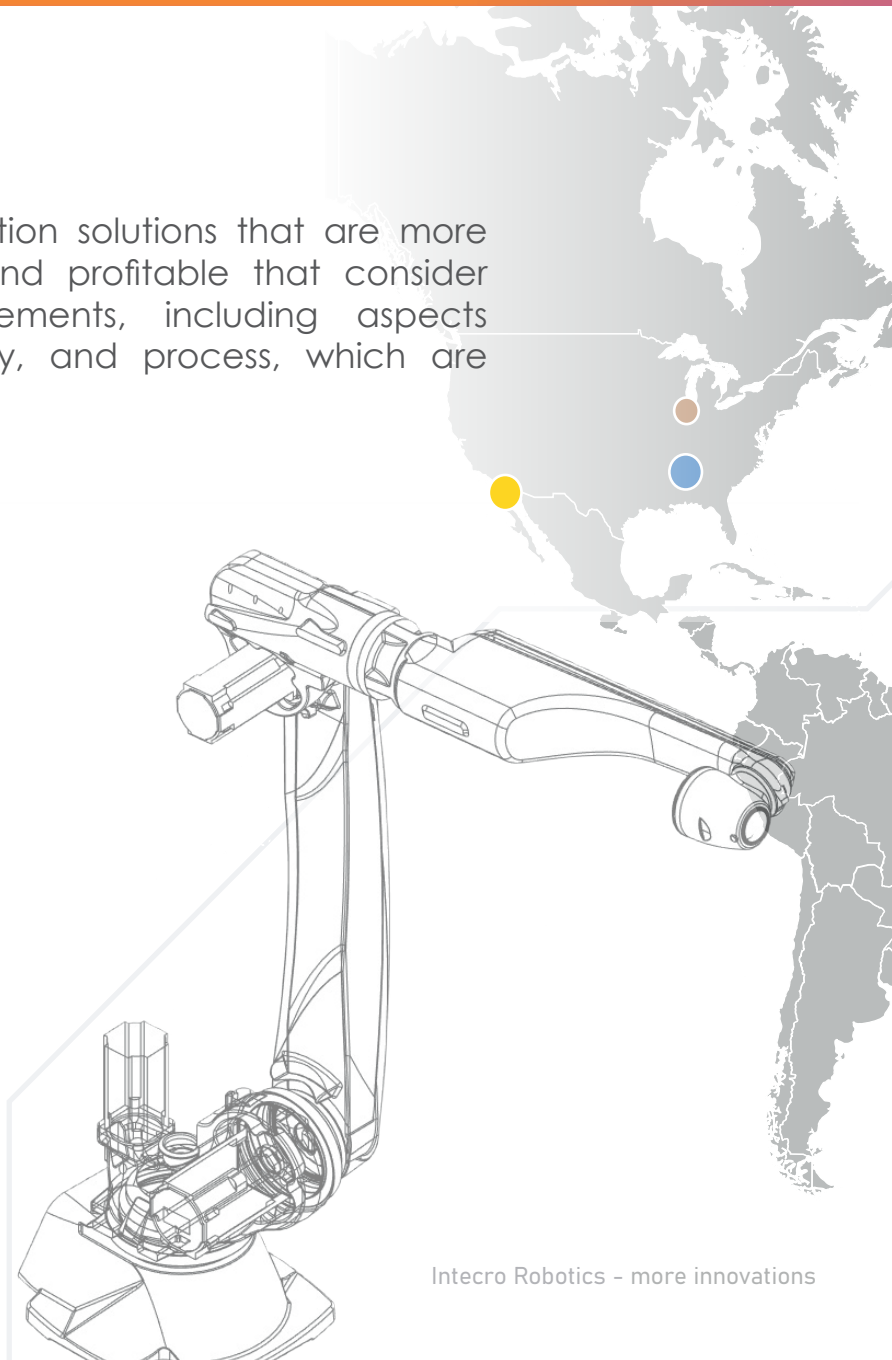 tion solutions that are more
nd profitable that consider
ements, including aspects
y, and process, which are
Intecro Robotics - more innovations